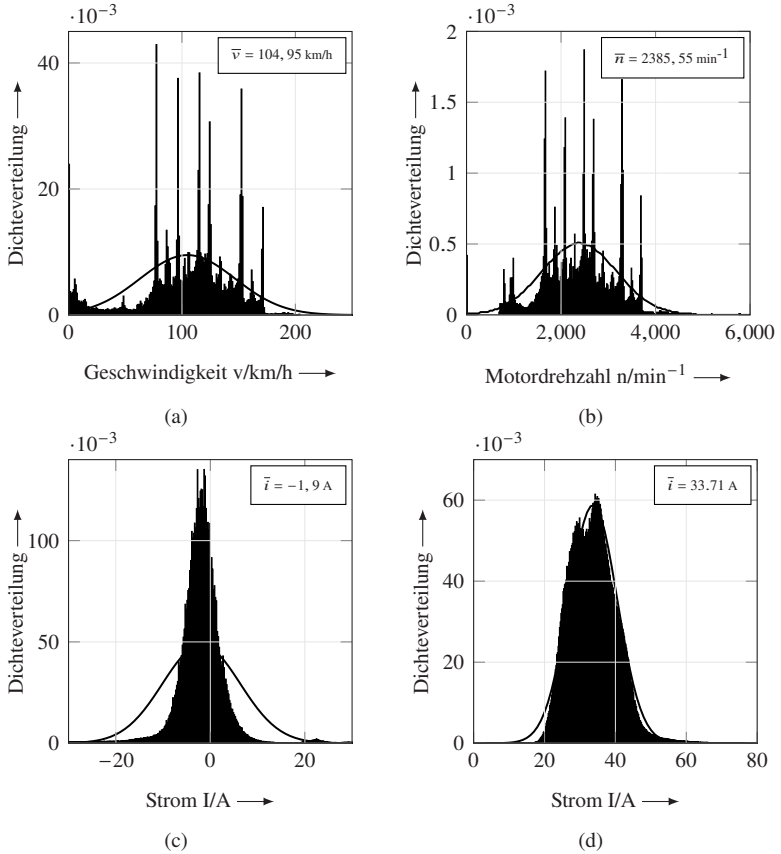 ·10⁻³
v̅ = 104, 95 km/h
40
20
0
0 100 200
Dichteverteilung
Geschwindigkeit v/km/h
(a)
·10⁻³
n̅ = 2385, 55 min⁻¹
2
1.5
1
0.5
0
0 2,000 4,000 6,000
Dichteverteilung
Motordrehzahl n/min⁻¹
(b)
·10⁻³
i̅ = −1, 9 A
100
50
0
−20 0 20
Dichteverteilung
Strom I/A
(c)
·10⁻³
i̅ = 33.71 A
60
40
20
0
0 20 40 60 80
Dichteverteilung
Strom I/A
(d)